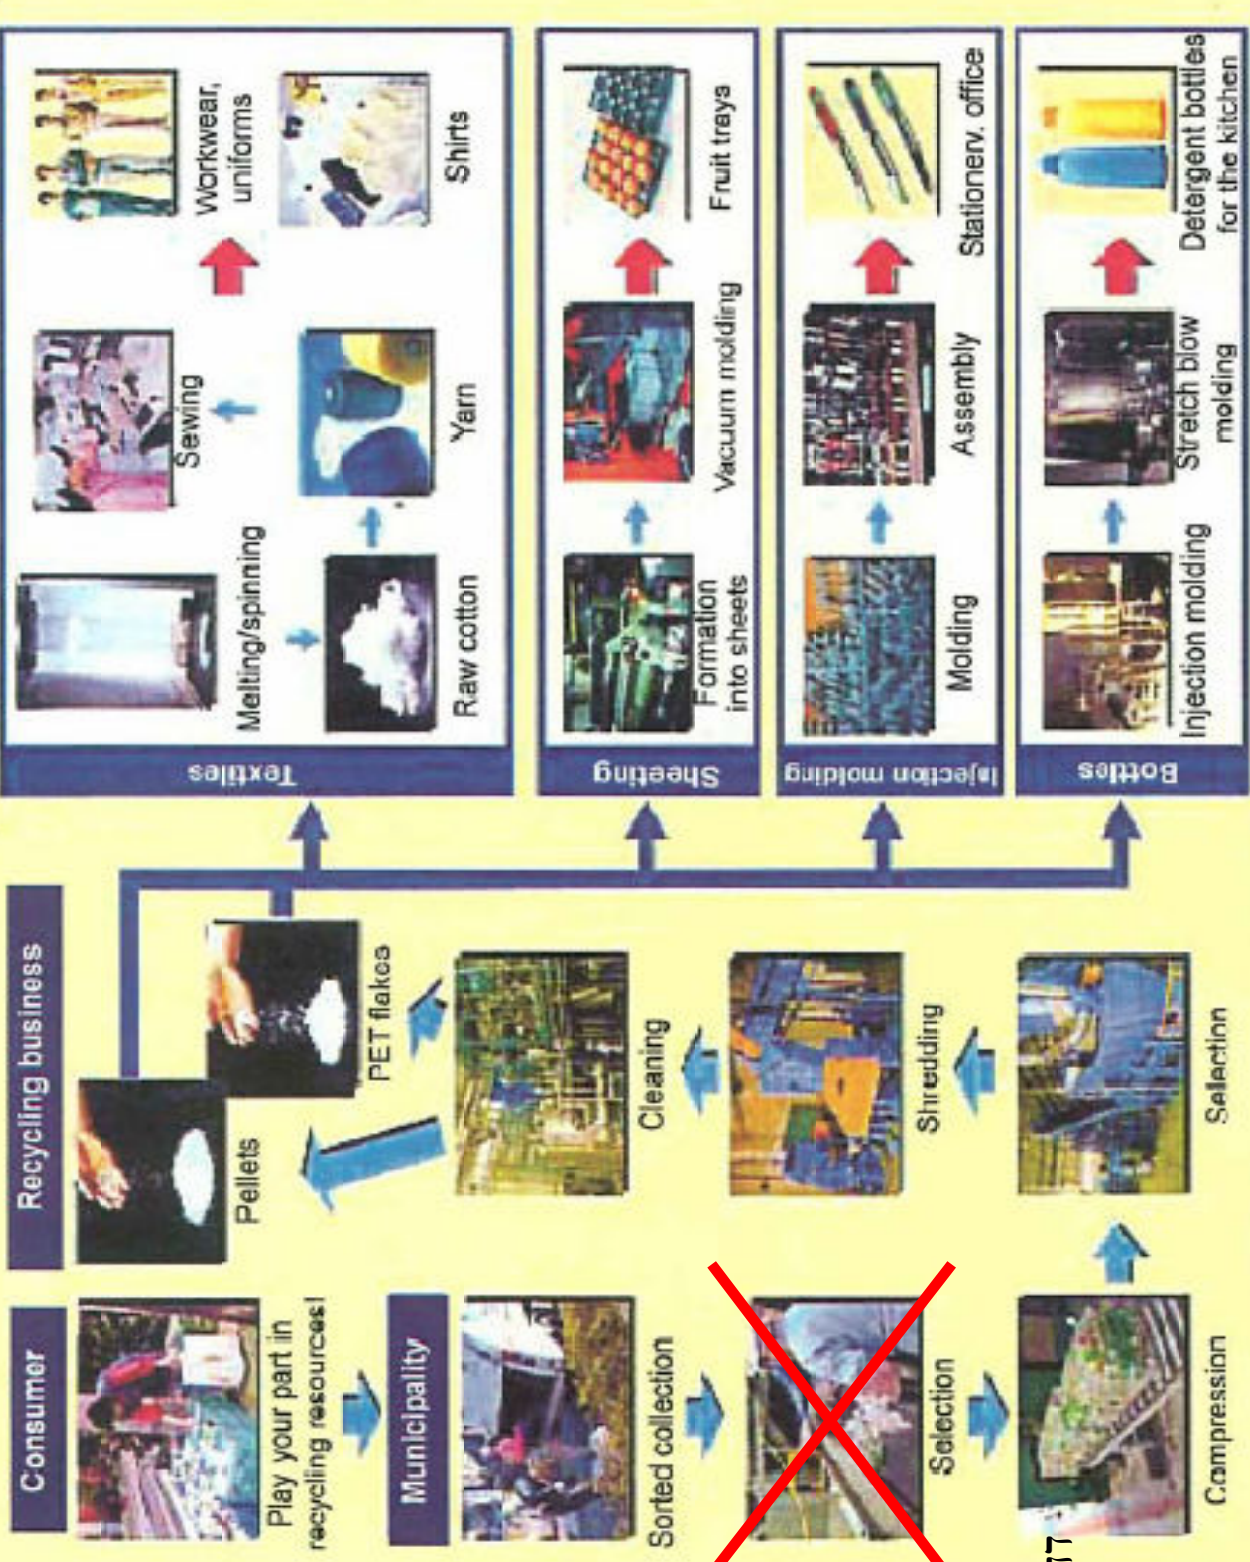 Consumer
Play your part in
recycling resources!
Municipality
Sorted collection
Selection
Compression
Recycling business
Pellets
PET flakes
Cleaning
Shredding
Selection
Textiles
Melting/spinning
Raw cotton
Sewing
Yarn
Workwear,
uniforms
Shirts
Sheeting
Formation
into sheets
Vacuum molding
Fruit trays
Injection molding
Molding
Assembly
Stationery. office
Bottles
Injection molding
Stretch blow
molding
Detergent bottles
for the kitchen